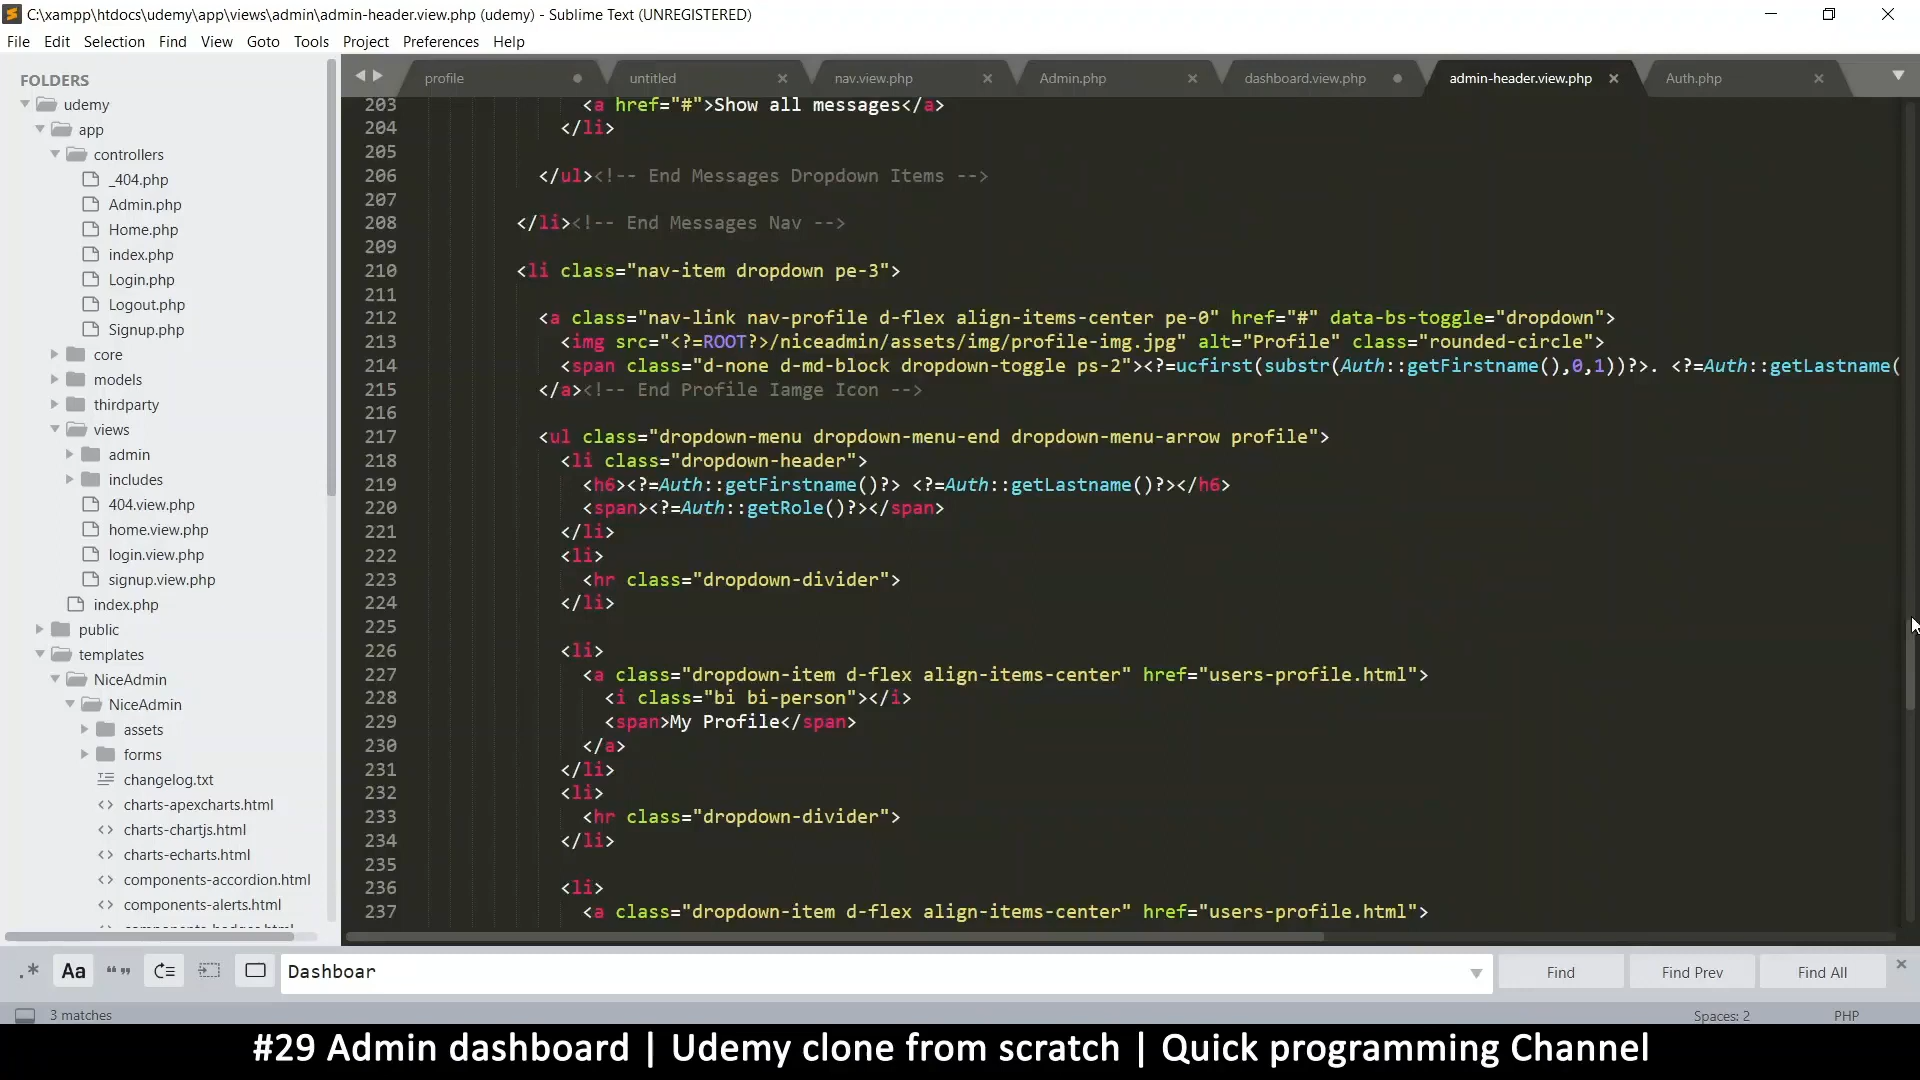 C:\xampp\htdocs\udemy\app\views\admin\admin-header.view.php (udemy) - Sublime Text (UNREGISTERED)
File Edit Selection Find View Goto Tools Project Preferences Help
profile untitled nav.view.php Admin.php dashboard.view.php admin-header.view.php Auth.php
FOLDERS
udemy
app
controllers
_404.php
Admin.php
Home.php
index.php
Login.php
Logout.php
Signup.php
core
models
thirdparty
views
admin
includes
404.view.php
home.view.php
login.view.php
signup.view.php
index.php
public
templates
NiceAdmin
NiceAdmin
assets
forms
changelog.txt
charts-apexcharts.html
charts-chartjs.html
charts-echarts.html
components-accordion.html
components-alerts.html
203 <a href="#">Show all messages</a>
204 </li>
205
206 </ul><!-- End Messages Dropdown Items -->
207
208 </li><!-- End Messages Nav -->
209
210 <li class="nav-item dropdown pe-3">
211
212 <a class="nav-link nav-profile d-flex align-items-center pe-0" href="#" data-bs-toggle="dropdown">
213 <img src="<?=ROOT?>/niceadmin/assets/img/profile-img.jpg" alt="Profile" class="rounded-circle">
214 <span class="d-none d-md-block dropdown-toggle ps-2"><?=ucfirst(substr(Auth::getFirstname(),0,1))?>. <?=Auth::getLastname(
215 </a><!-- End Profile Iamge Icon -->
216
217 <ul class="dropdown-menu dropdown-menu-end dropdown-menu-arrow profile">
218 <li class="dropdown-header">
219 <h6><?=Auth::getFirstname()?> <?=Auth::getLastname()?></h6>
220 <span><?=Auth::getRole()?></span>
221 </li>
222 <li>
223 <hr class="dropdown-divider">
224 </li>
225
226 <li>
227 <a class="dropdown-item d-flex align-items-center" href="users-profile.html">
228 <i class="bi bi-person"></i>
229 <span>My Profile</span>
230 </a>
231 </li>
232 <li>
233 <hr class="dropdown-divider">
234 </li>
235
236 <li>
237 <a class="dropdown-item d-flex align-items-center" href="users-profile.html">
.* Aa “” Dashboar Find Find Prev Find All
3 matches Spaces: 2 PHP
#29 Admin dashboard | Udemy clone from scratch | Quick programming Channel